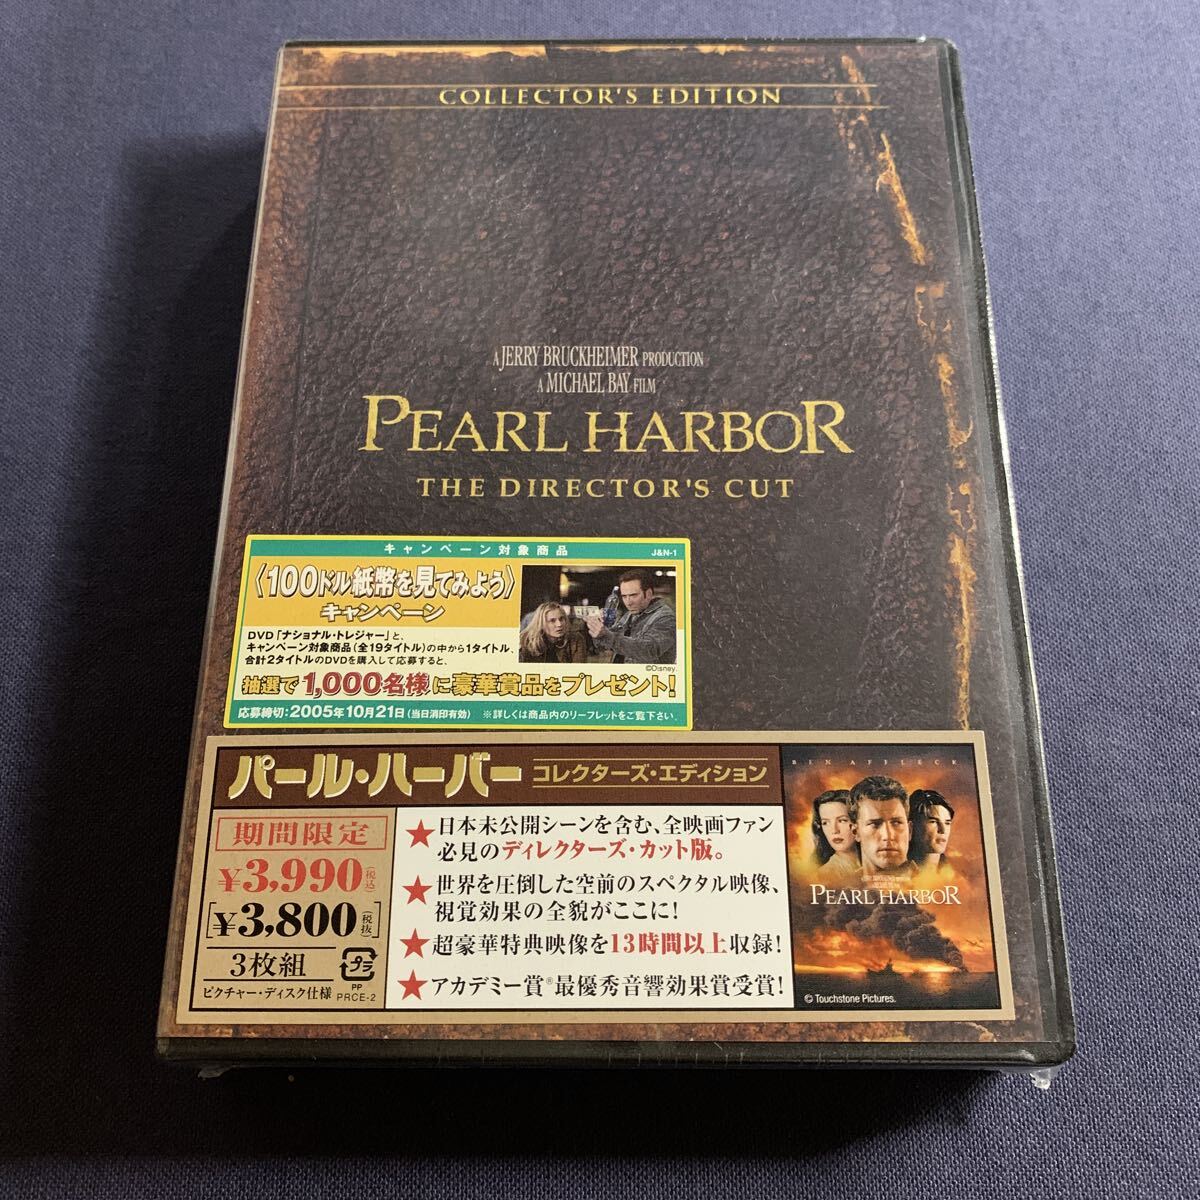 COLLECTOR'S EDITION
A JERRY BRUCKHEIMER PRODUCTION
A MICHAEL BAY FILM
PEARL HARBOR
THE DIRECTOR'S CUT
キャンペーン対象商品
J&N-1
〈100ドル紙幣を見てみよう〉
キャンペーン
DVD「ナショナル・トレジャー」と、
キャンペーン対象商品(全19タイトル)の中から1タイトル、
合計2タイトルのDVDを購入して応募すると、
©Disney.
抽選で1,000名様に豪華賞品をプレゼント!
応募締切:2005年10月21日(当日消印有効) ※詳しくは商品内のリーフレットをご覧下さい。
パール・ハーバー コレクターズ・エディション
期間限定
¥3,990(税込)
[¥3,800(税抜)]
3枚組
ピクチャー・ディスク仕様
PP
PRCE-2
★日本未公開シーンを含む、全映画ファン
必見のディレクターズ・カット版。
★世界を圧倒した空前のスペクタル映像、
視覚効果の全貌がここに!
★超豪華特典映像を13時間以上収録!
★アカデミー賞®最優秀音響効果賞受賞!
BEN AFFLECK
PEARL HARBOR
© Touchstone Pictures.